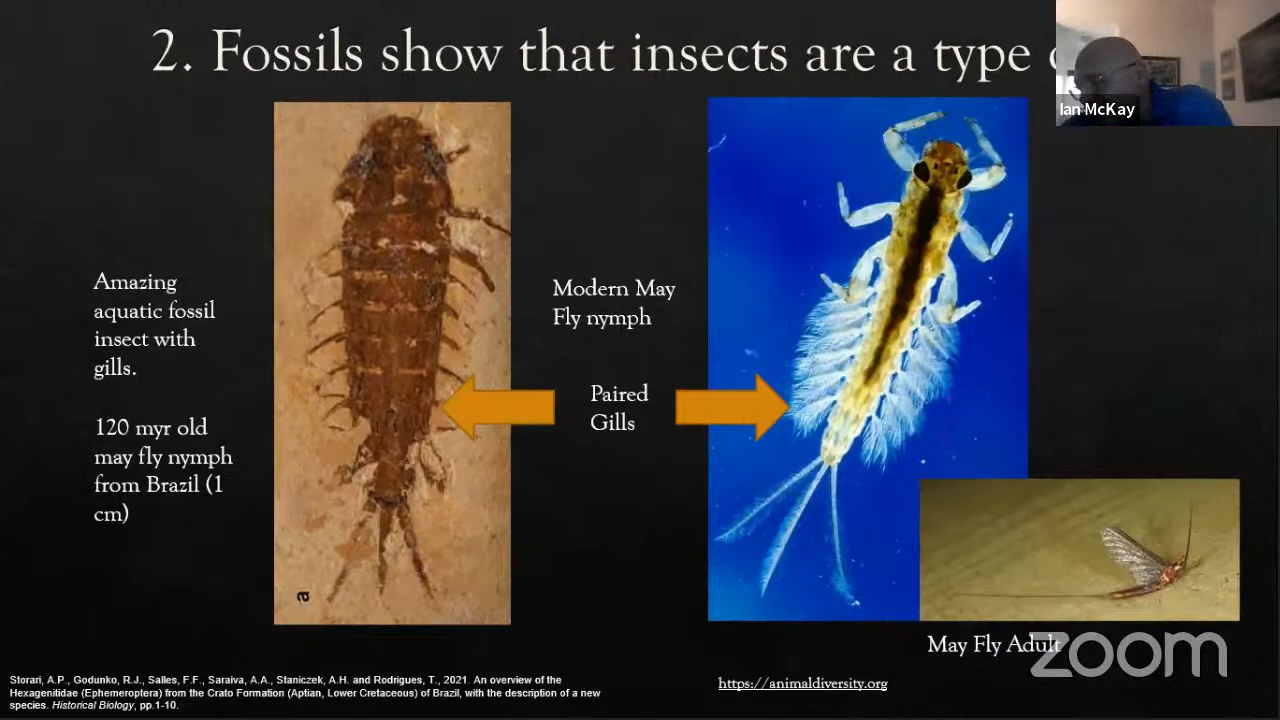 2. Fossils show that insects are a type
Ian McKay
Amazing
aquatic fossil
insect with
gills.
120 myr old
may fly nymph
from Brazil (1
cm)
a
Modern May
Fly nymph
Paired
Gills
May Fly Adult
zoom
Storari, A.P., Godunko, R.J., Salles, F.F., Saraiva, A.A., Staniczek, A.H. and Rodrigues, T., 2021. An overview of the
Hexagenitidae (Ephemeroptera) from the Crato Formation (Aptian, Lower Cretaceous) of Brazil, with the description of a new
species. Historical Biology, pp.1-10.
https://animaldiversity.org